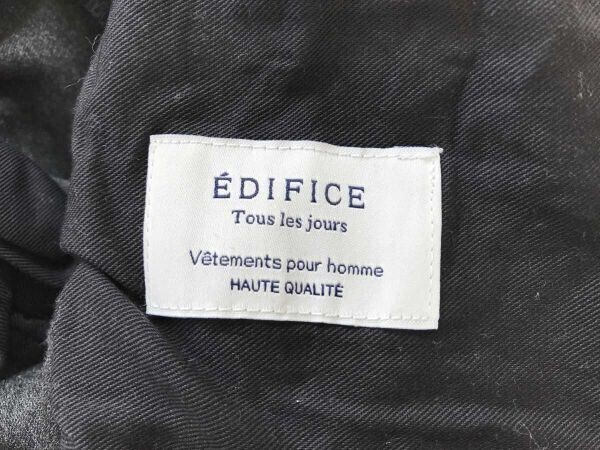 ÉDIFICE
Tous les jours
Vêtements pour homme
HAUTE QUALITÉ